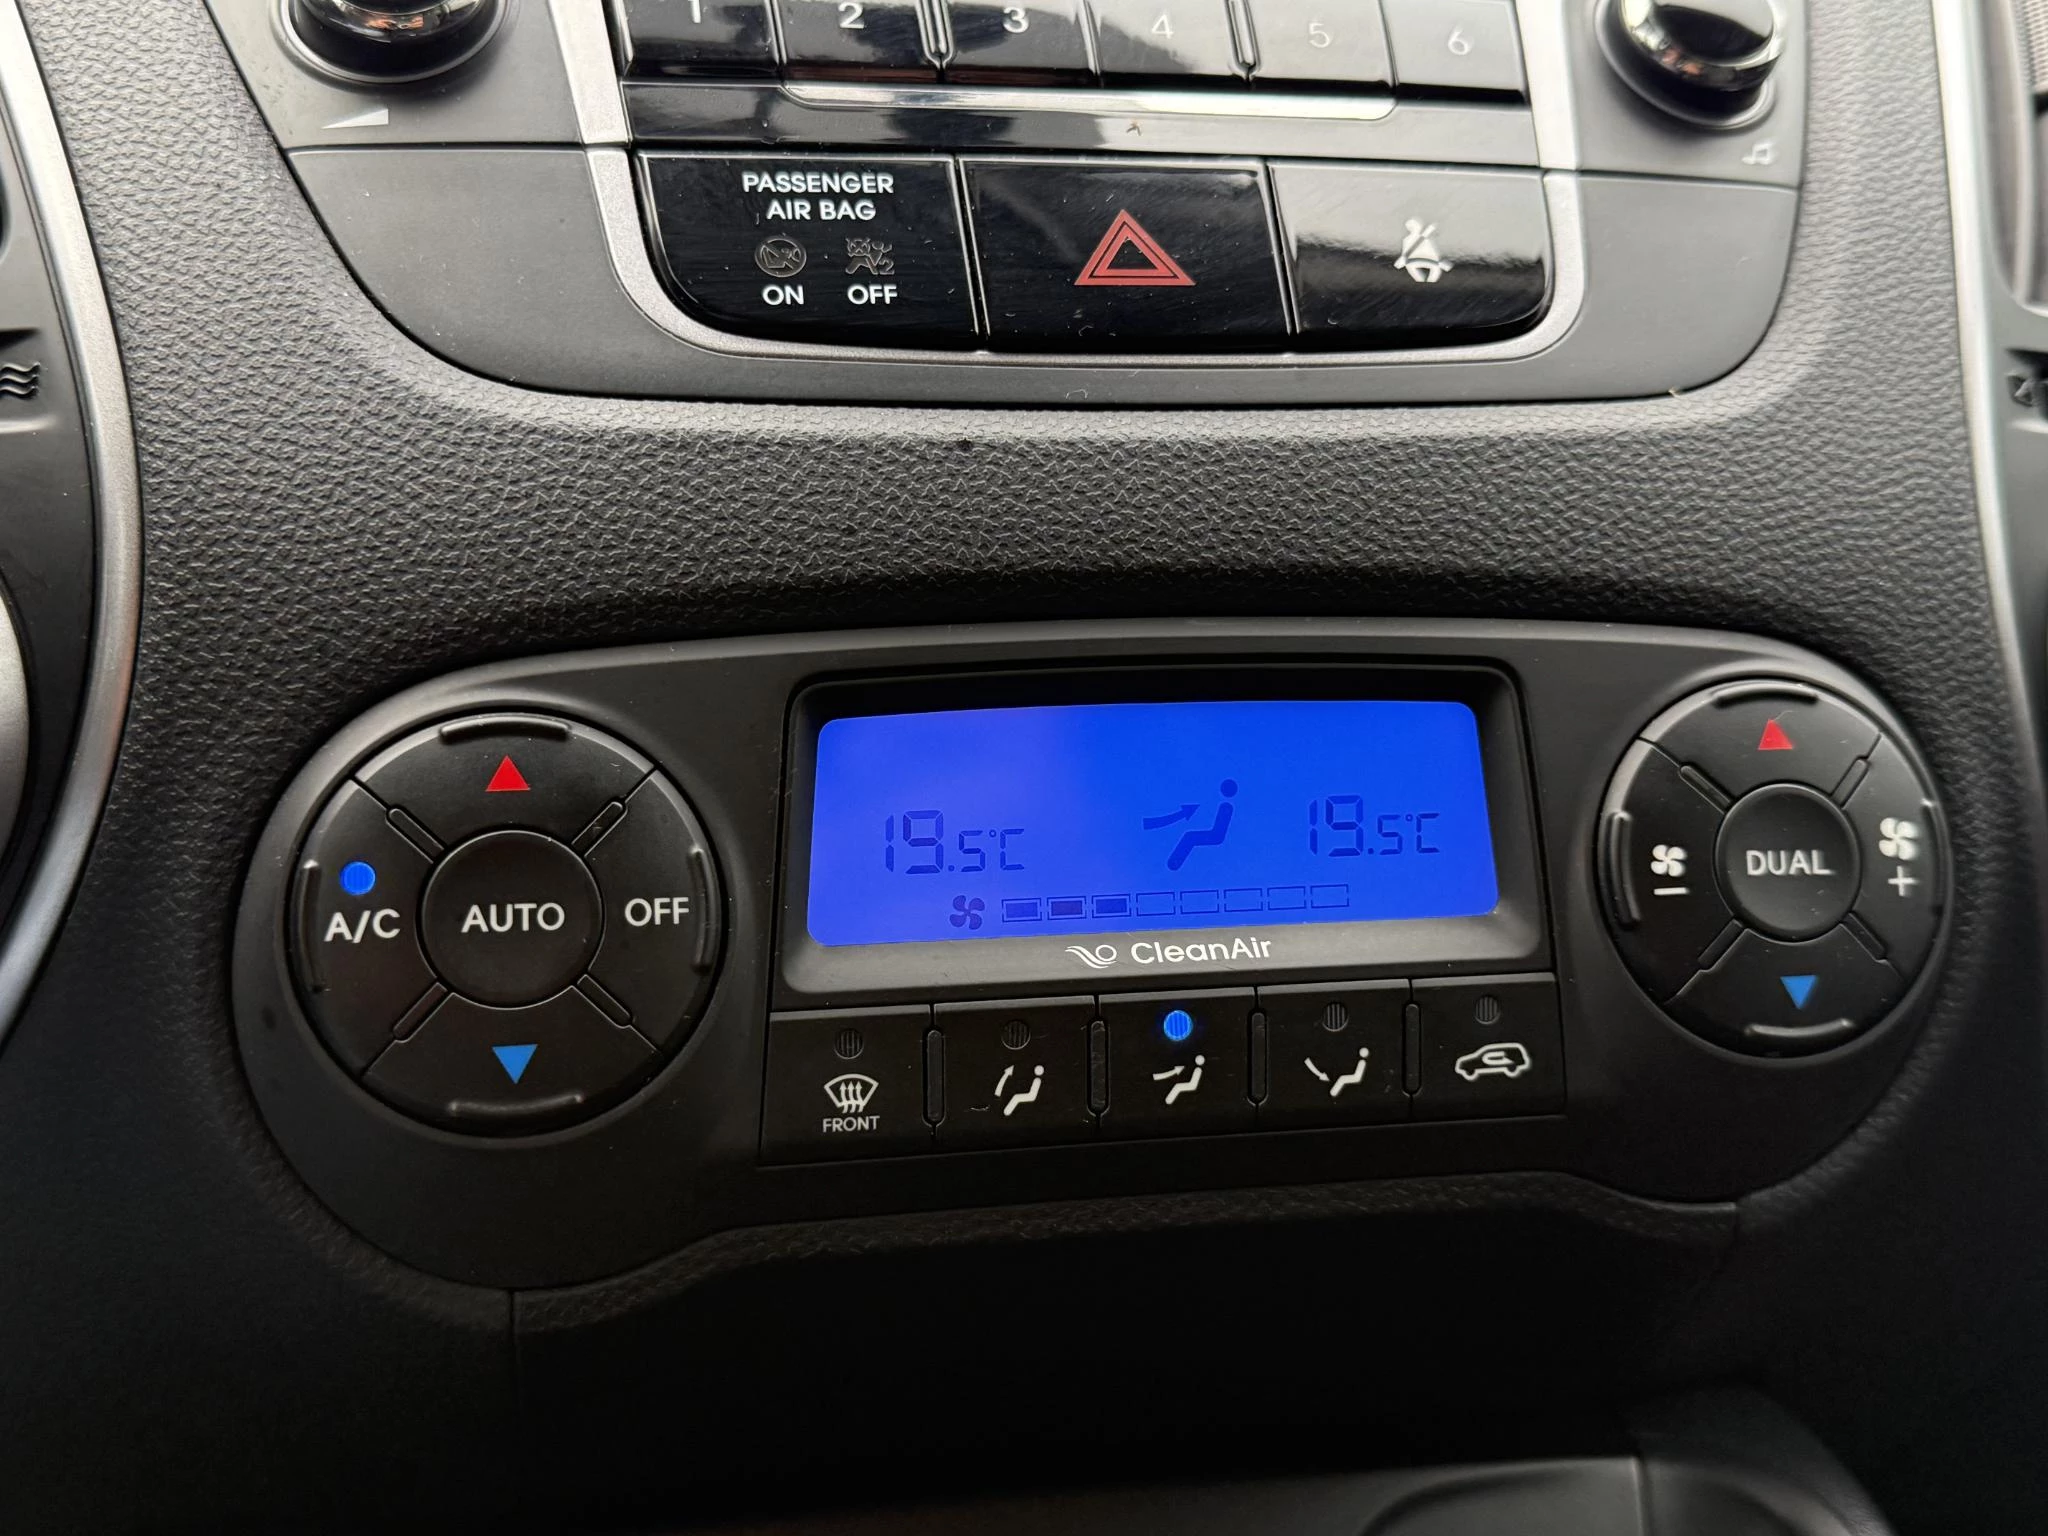 1 2 3 4 5 6
PASSENGER
AIR BAG
ON OFF
2
19.5°C 19.5°C
A/C AUTO OFF
DUAL
CleanAir
FRONT